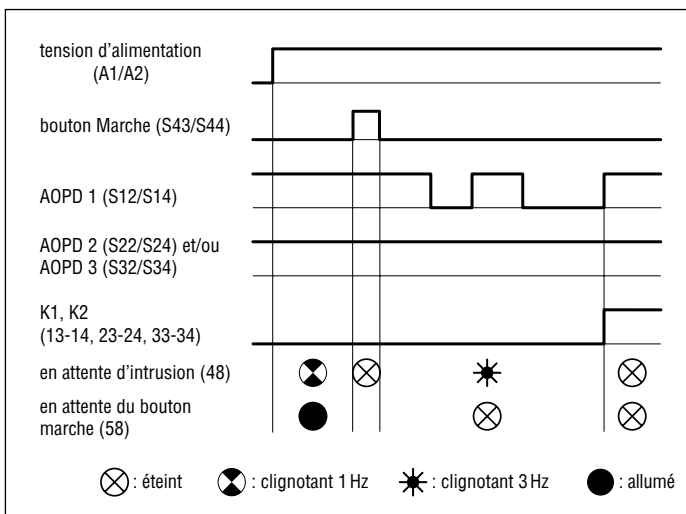 tension d'alimentation
(A1/A2)
bouton Marche (S43/S44)
AOPD 1 (S12/S14)
AOPD 2 (S22/S24) et/ou
AOPD 3 (S32/S34)
K1, K2
(13-14, 23-24, 33-34)
en attente d'intrusion (48)
en attente du bouton
marche (58)
: éteint : clignotant 1 Hz : clignotant 3 Hz : allumé